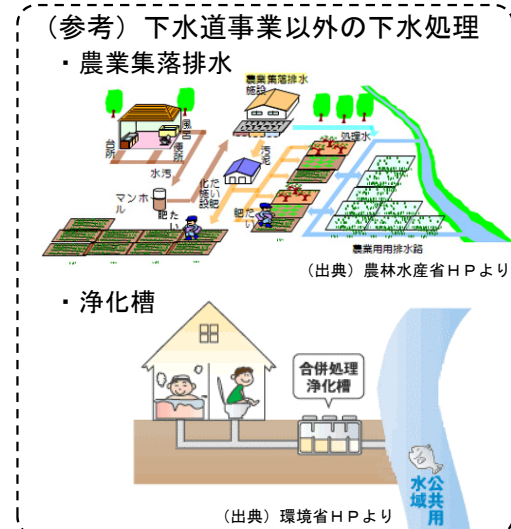 （参考）下水道事業以外の下水処理
・農業集落排水
農業集落排水
施設
風呂
台所
便所
汚水
処理水
汚泥
たい肥
化施設
マンホ
ール
たい
肥
たい
肥
農業用用排水路
（出典）農林水産省ＨＰより
・浄化槽
合併処理
浄化槽
公共用
水域
（出典）環境省ＨＰより